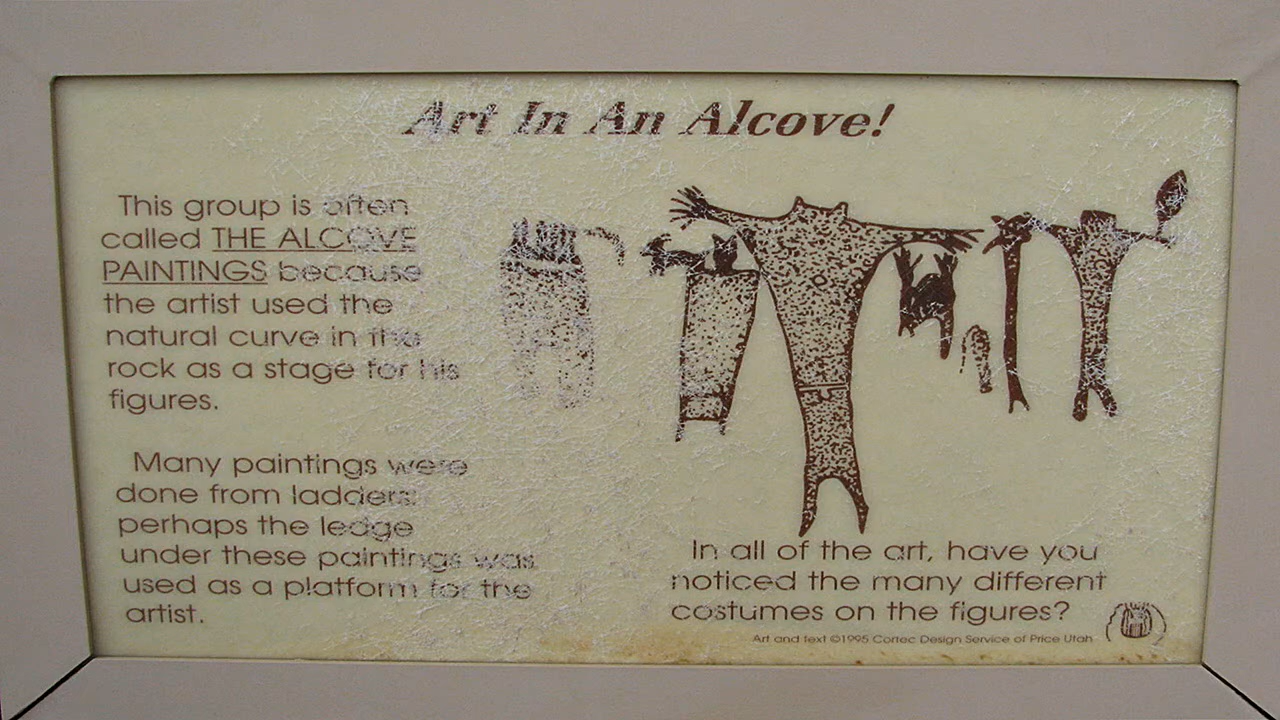 Art In An Alcove!
This group is often
called THE ALCOVE
PAINTINGS because
the artist used the
natural curve in the
rock as a stage for his
figures.
Many paintings were
done from ladders:
perhaps the ledge
under these paintings was
used as a platform for the
artist.
In all of the art, have you
noticed the many different
costumes on the figures?
Art and text ©1995 Cortec Design Service of Price Utah